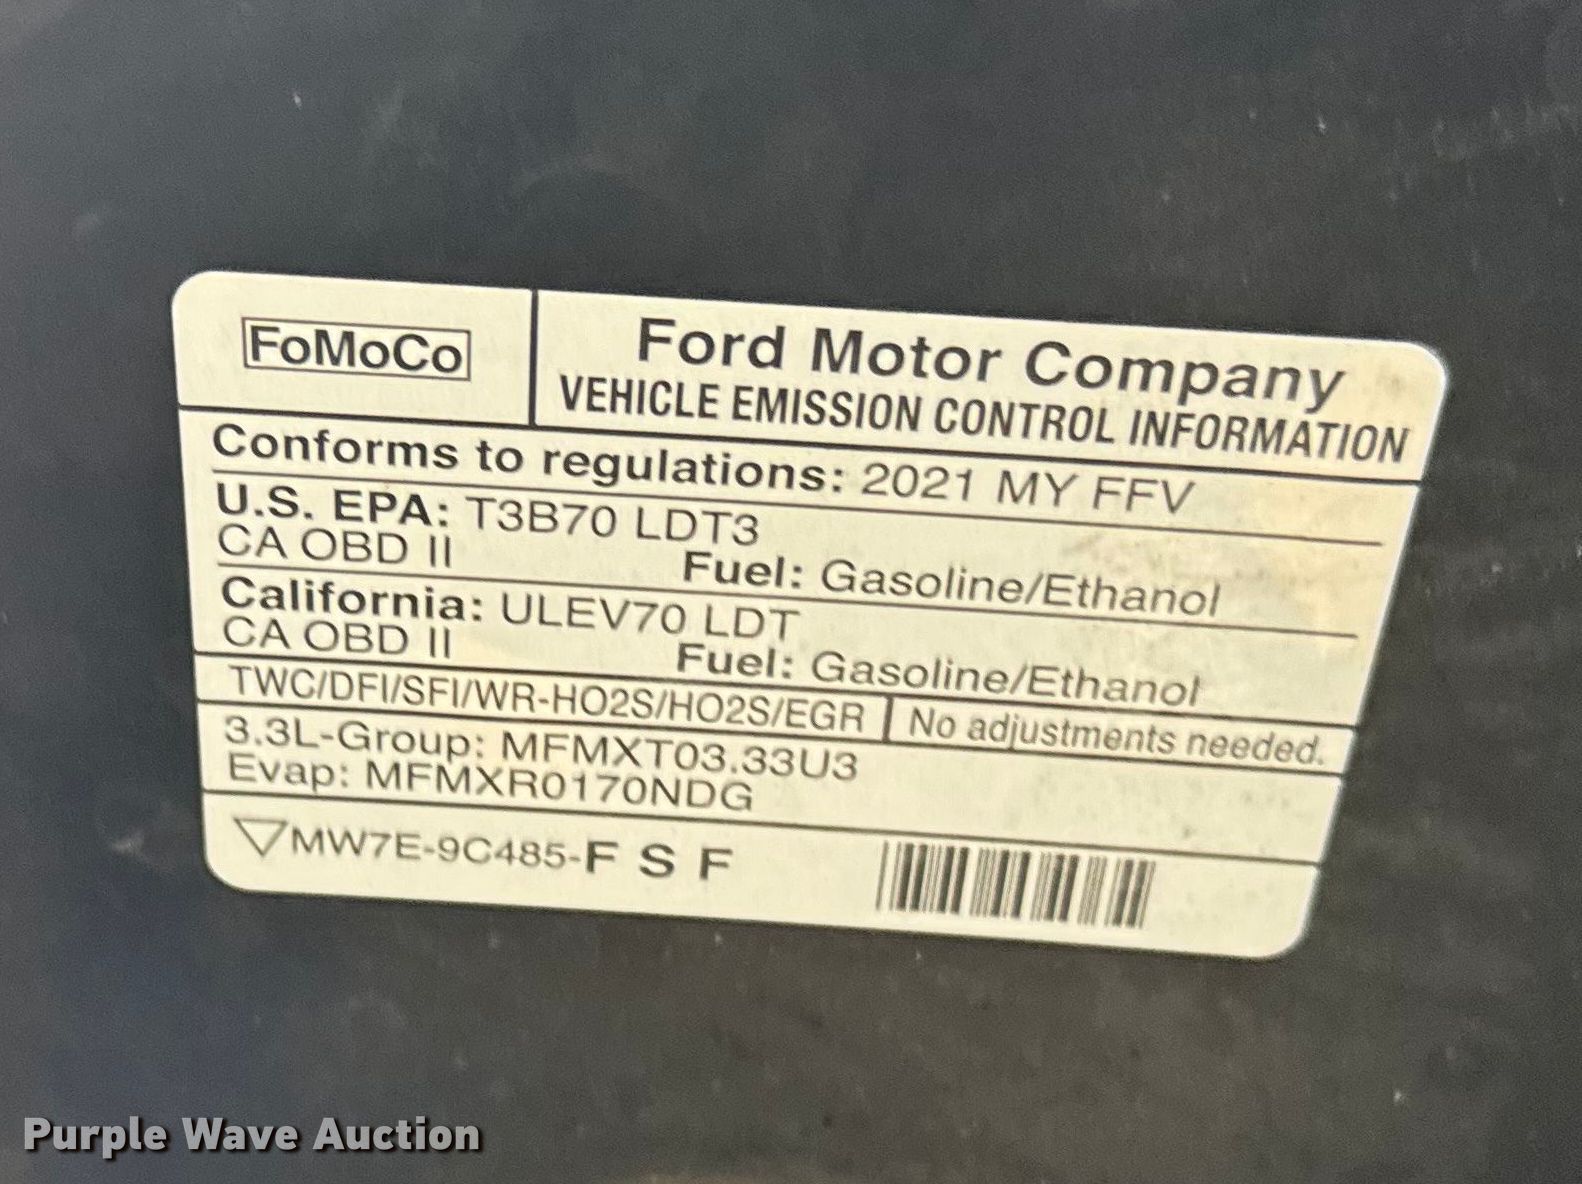 FoMoCo
Ford Motor Company
VEHICLE EMISSION CONTROL INFORMATION
Conforms to regulations: 2021 MY FFV
U.S. EPA: T3B70 LDT3
CA OBD II Fuel: Gasoline/Ethanol
California: ULEV70 LDT
CA OBD II Fuel: Gasoline/Ethanol
TWC/DFI/SFI/WR-HO2S/HO2S/EGR No adjustments needed.
3.3L-Group: MFMXT03.33U3
Evap: MFMXR0170NDG
MW7E-9C485-F S F
Purple Wave Auction